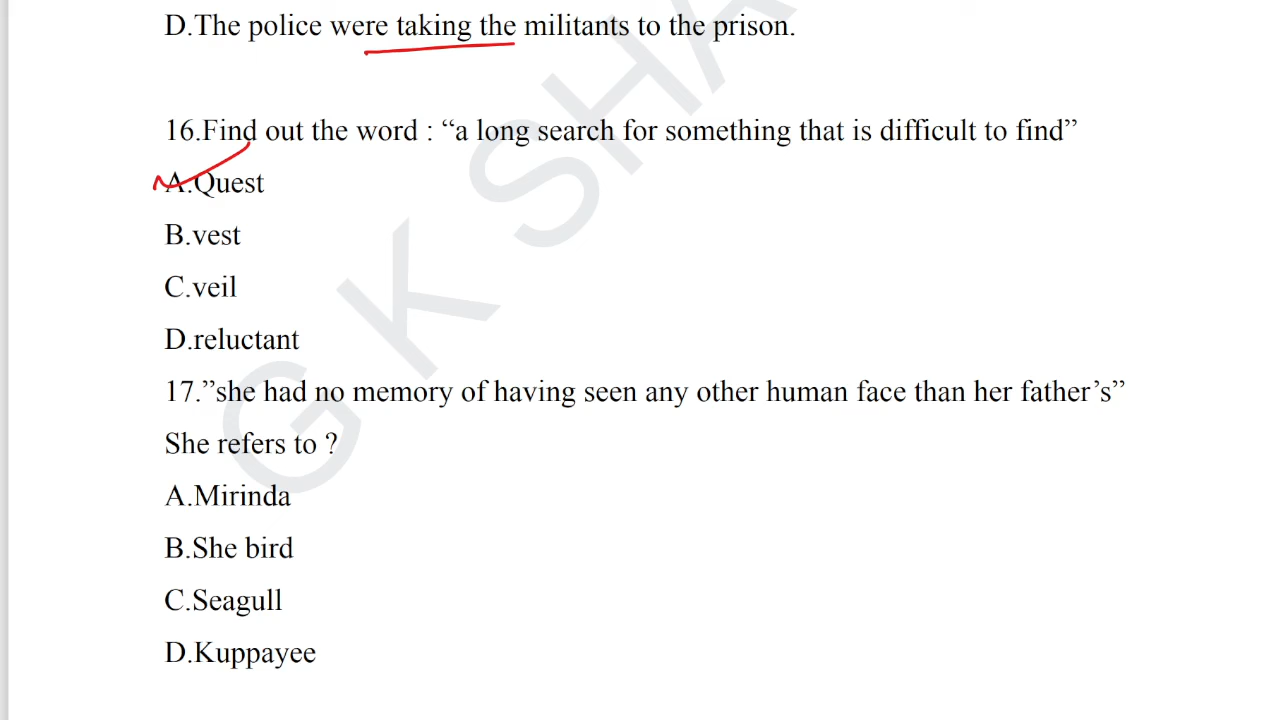 D.The police were taking the militants to the prison.
16.Find out the word : “a long search for something that is difficult to find”
A.Quest
B.vest
C.veil
D.reluctant
17.”she had no memory of having seen any other human face than her father’s”
She refers to ?
A.Mirinda
B.She bird
C.Seagull
D.Kuppayee
G K SHA